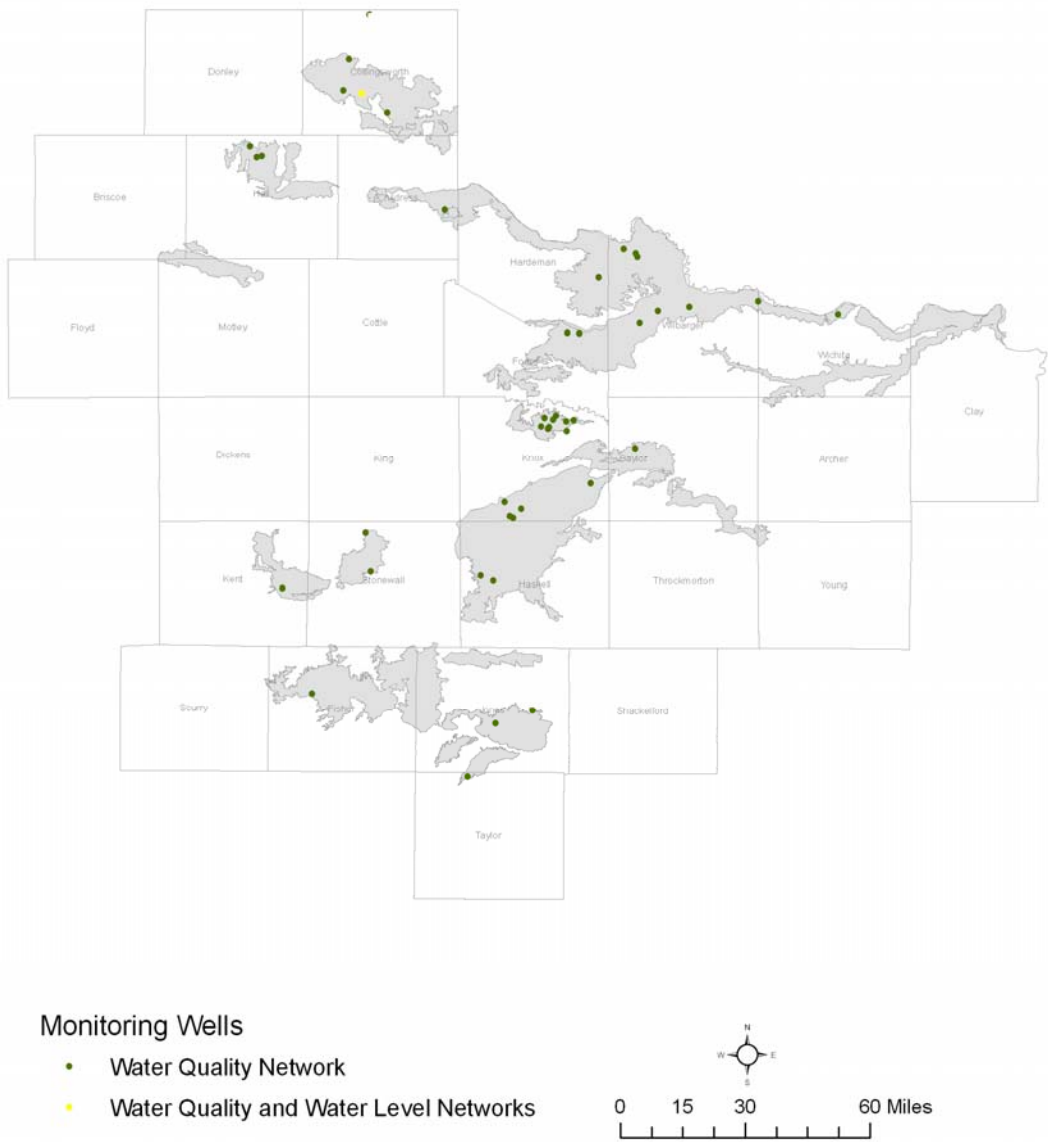 Donley
Collingsworth
Briscoe
Hall
Childress
Hardeman
Floyd
Motley
Cottle
Wilbarger
Wichita
Clay
Dickens
King
Knox
Baylor
Archer
Kent
Stonewall
Haskell
Throckmorton
Young
Scurry
Fisher
Jones
Shackelford
Taylor
Monitoring Wells
Water Quality Network
Water Quality and Water Level Networks
N
W E
S
0 15 30 60 Miles